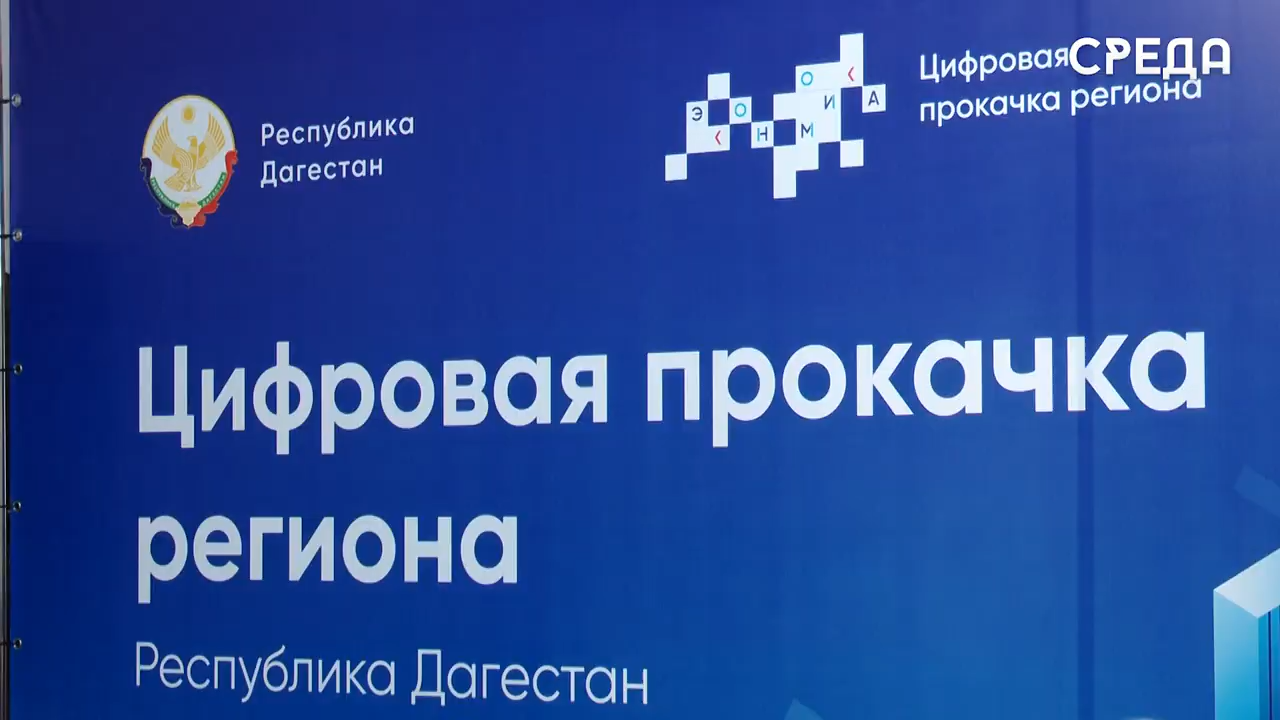 СРЕДА
Республика
Дагестан
Цифровая
прокачка региона
Э О Н О М И К А
Цифровая прокачка
региона
Республика Дагестан